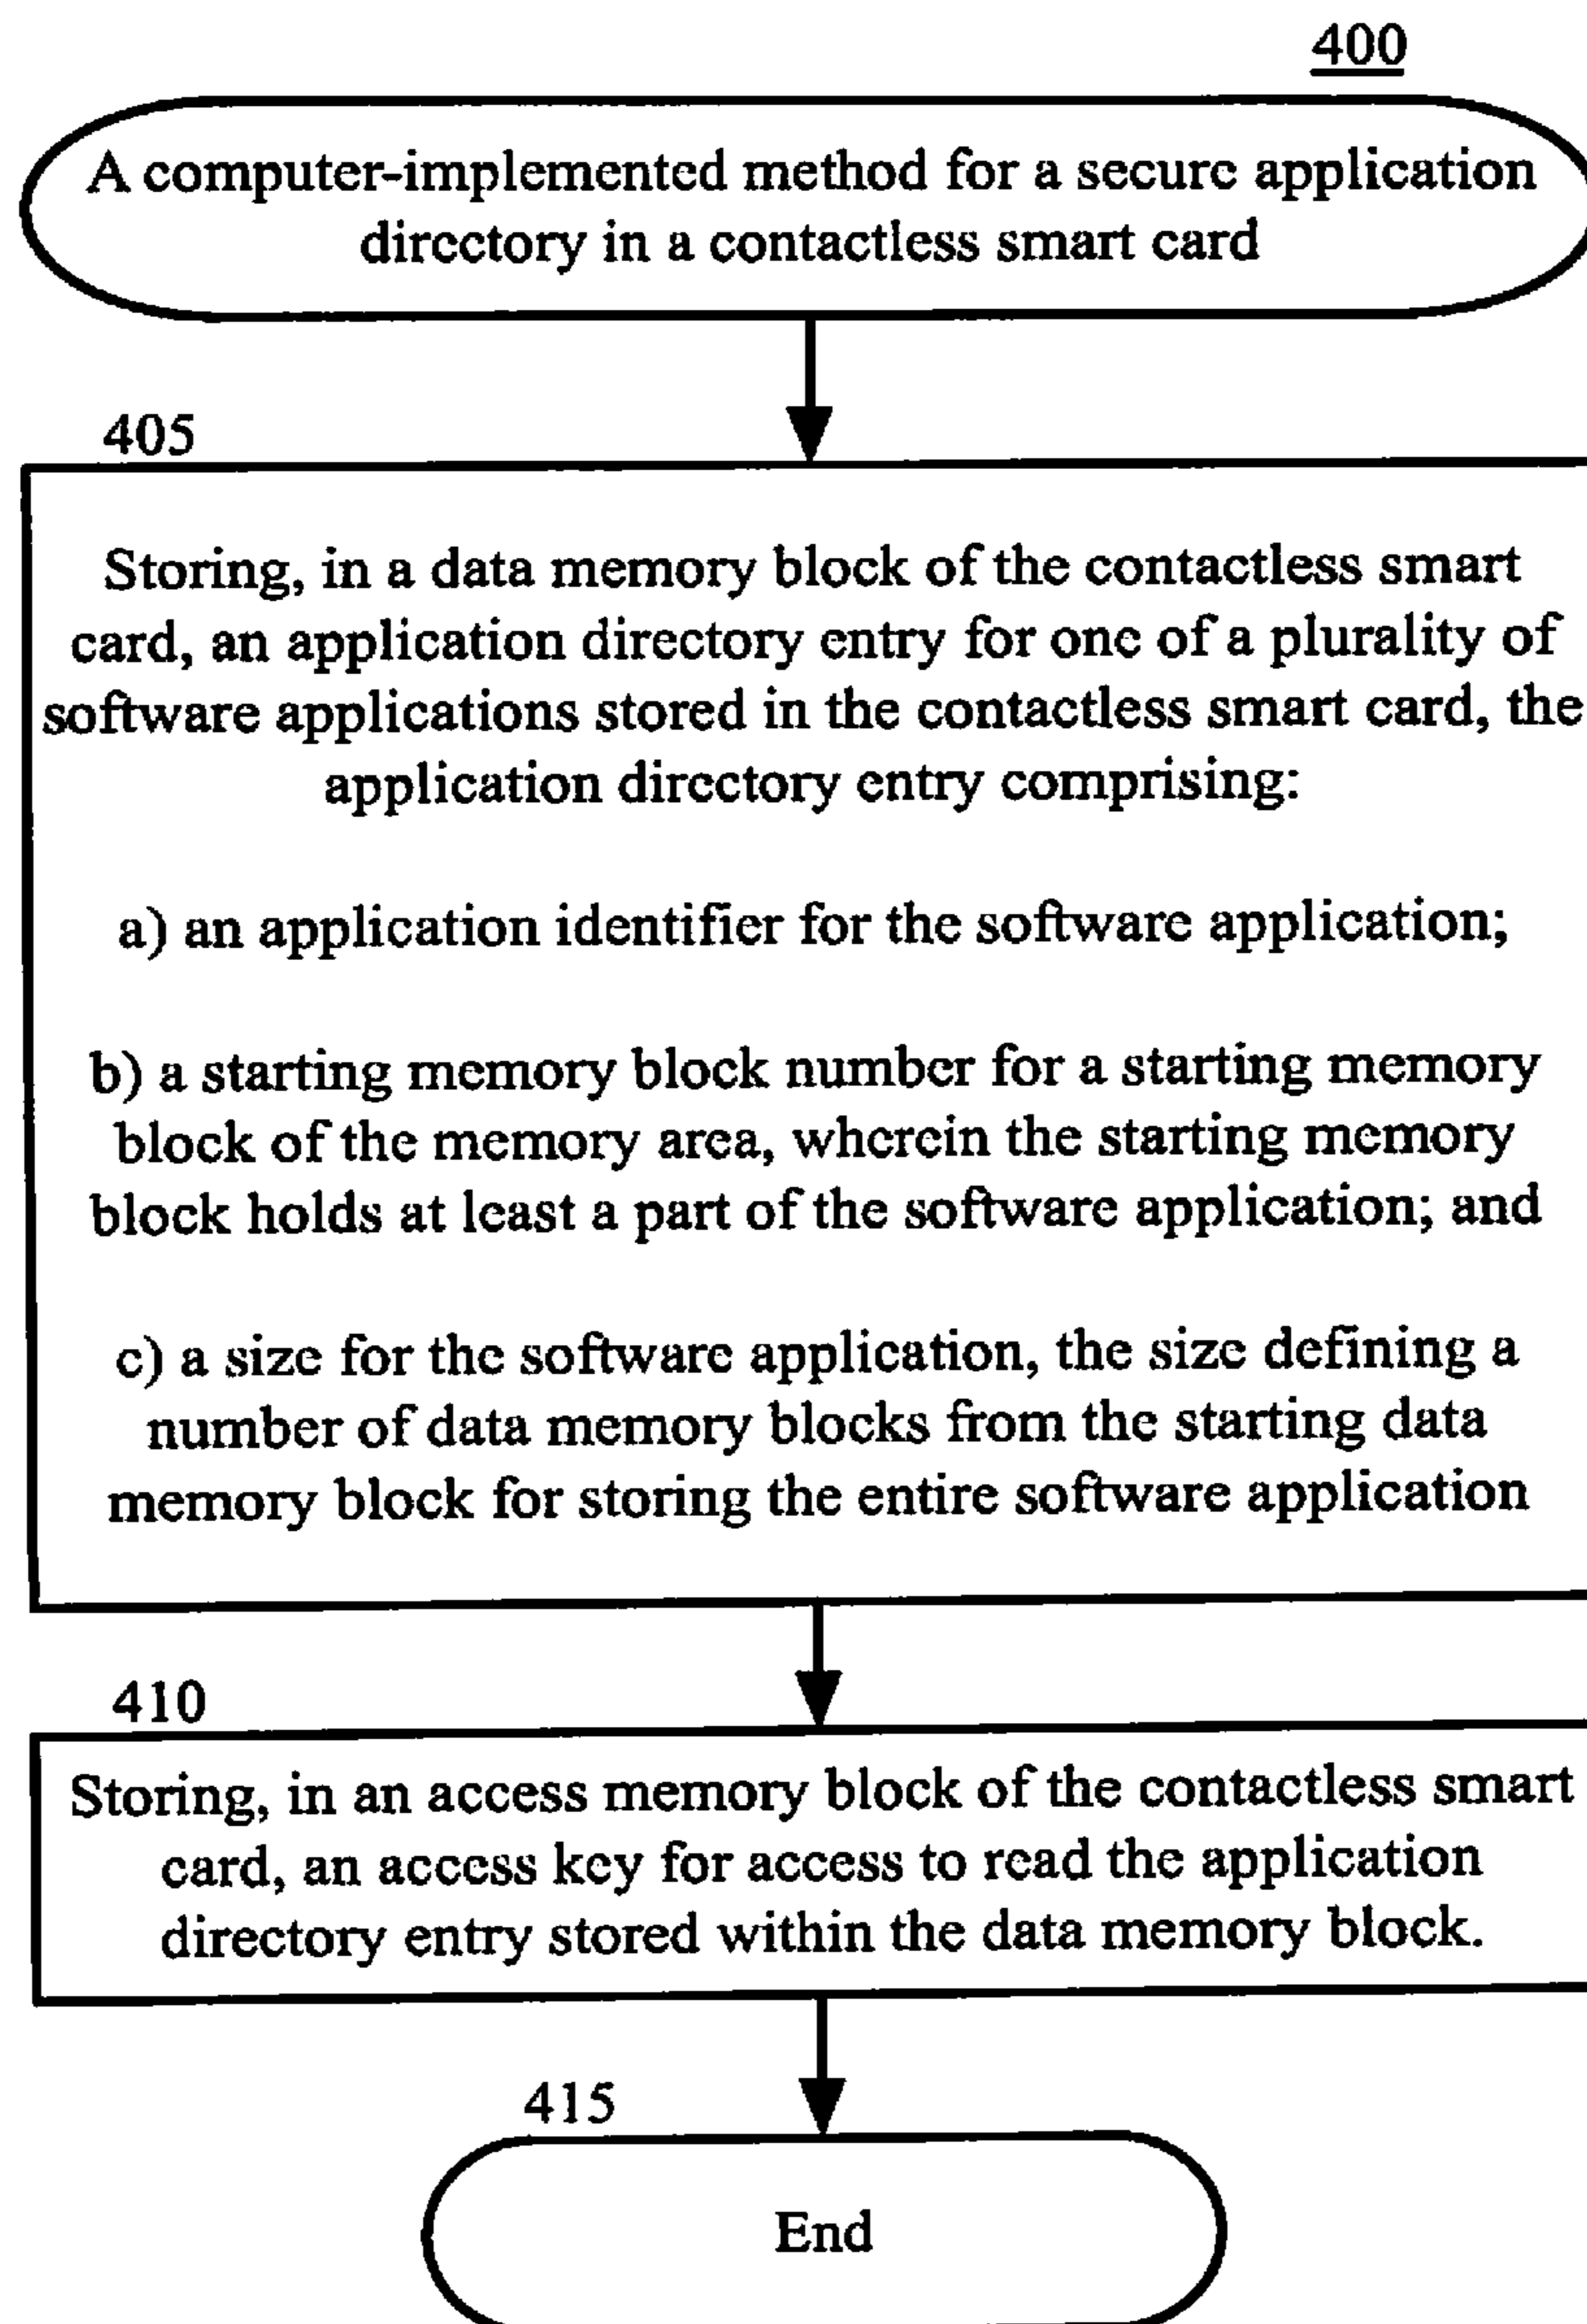 400
A computer-implemented method for a secure application
directory in a contactless smart card
405
Storing, in a data memory block of the contactless smart
card, an application directory entry for one of a plurality of
software applications stored in the contactless smart card, the
application directory entry comprising:
a) an application identifier for the software application;
b) a starting memory block number for a starting memory
block of the memory area, wherein the starting memory
block holds at least a part of the software application; and
c) a size for the software application, the size defining a
number of data memory blocks from the starting data
memory block for storing the entire software application
410
Storing, in an access memory block of the contactless smart
card, an access key for access to read the application
directory entry stored within the data memory block.
415
End